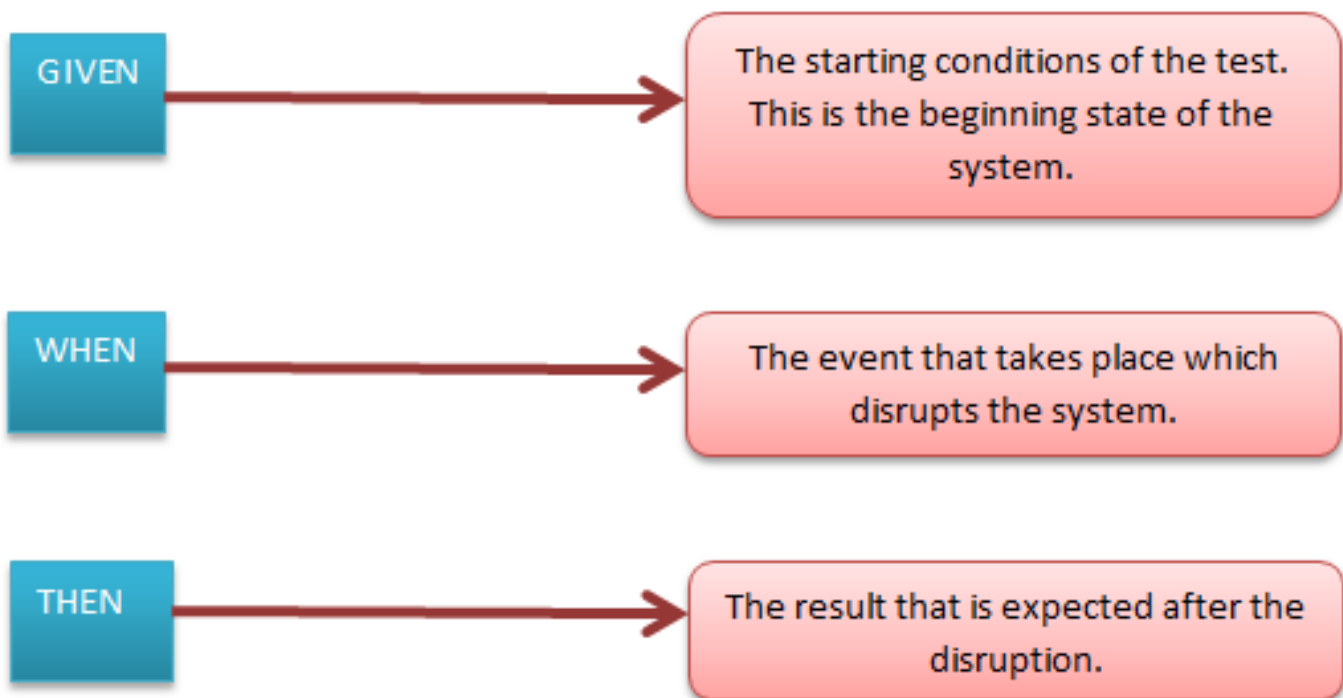 GIVEN
The starting conditions of the test.
This is the beginning state of the
system.
WHEN
The event that takes place which
disrupts the system.
THEN
The result that is expected after the
disruption.